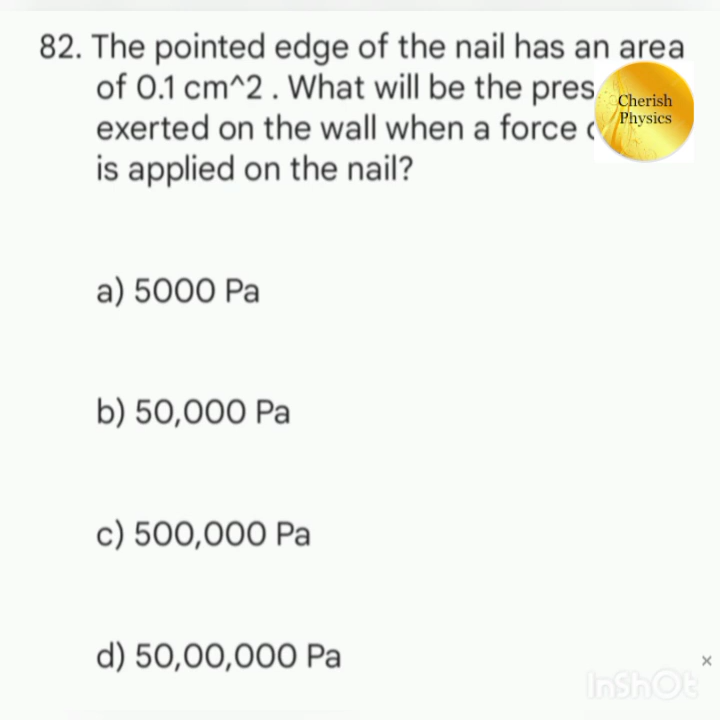 82. The pointed edge of the nail has an area
of 0.1 cm^2 . What will be the pres
exerted on the wall when a force
is applied on the nail?
Cherish
Physics
a) 5000 Pa
b) 50,000 Pa
c) 500,000 Pa
d) 50,00,000 Pa
×
InShOt